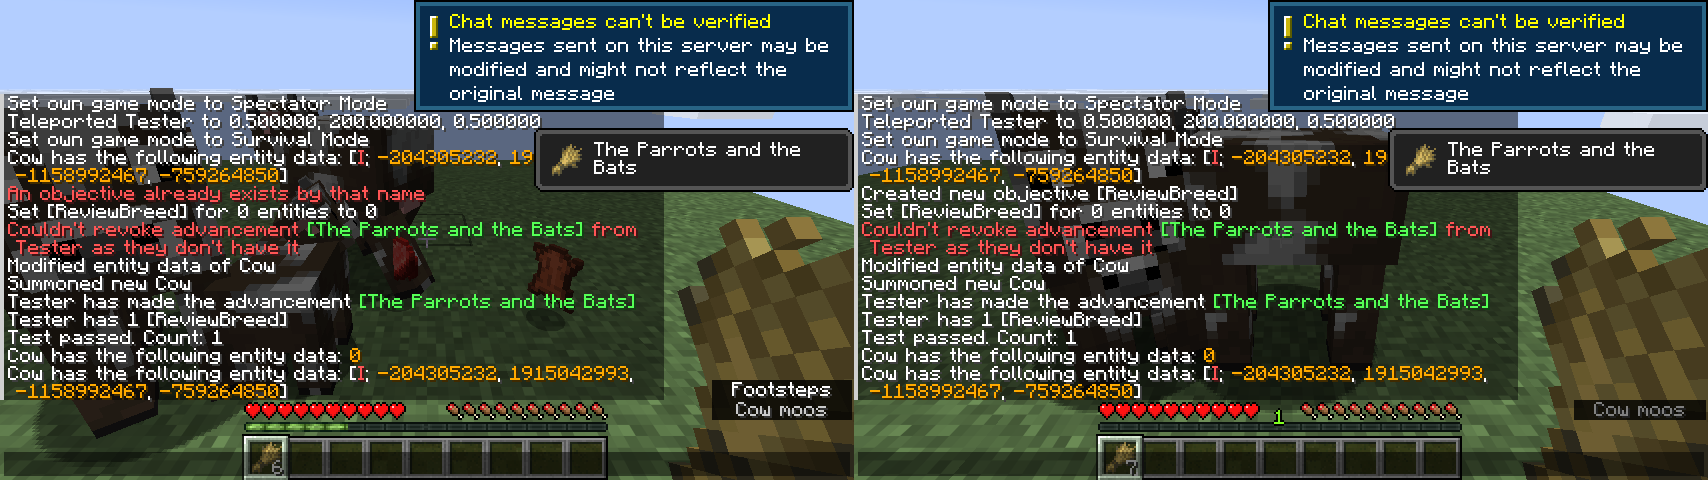 Chat messages can't be verified
Messages sent on this server may be
modified and might not reflect the
original message
Set own game mode to Spectator Mode
Teleported Tester to 0.500000, 200.000000, 0.500000
Set own game mode to Survival Mode
Cow has the following entity data: [I; -204305232, 19
-1158992467, -759264850]
The Parrots and the
Bats
An objective already exists by that name
Set [ReviewBreed] for 0 entities to 0
Couldn't revoke advancement [The Parrots and the Bats] from
Tester as they don't have it
Modified entity data of Cow
Summoned new Cow
Tester has made the advancement [The Parrots and the Bats]
Tester has 1 [ReviewBreed]
Test passed. Count: 1
Cow has the following entity data: 0
Cow has the following entity data: [I; -204305232, 1915042993,
-1158992467, -759264850]
Footsteps
Cow moos
6
Chat messages can't be verified
Messages sent on this server may be
modified and might not reflect the
original message
Set own game mode to Spectator Mode
Teleported Tester to 0.500000, 200.000000, 0.500000
Set own game mode to Survival Mode
Cow has the following entity data: [I; -204305232, 19
-1158992467, -759264850]
The Parrots and the
Bats
Created new objective [ReviewBreed]
Set [ReviewBreed] for 0 entities to 0
Couldn't revoke advancement [The Parrots and the Bats] from
Tester as they don't have it
Modified entity data of Cow
Summoned new Cow
Tester has made the advancement [The Parrots and the Bats]
Tester has 1 [ReviewBreed]
Test passed. Count: 1
Cow has the following entity data: 0
Cow has the following entity data: [I; -204305232, 1915042993,
-1158992467, -759264850]
Cow moos
1
7